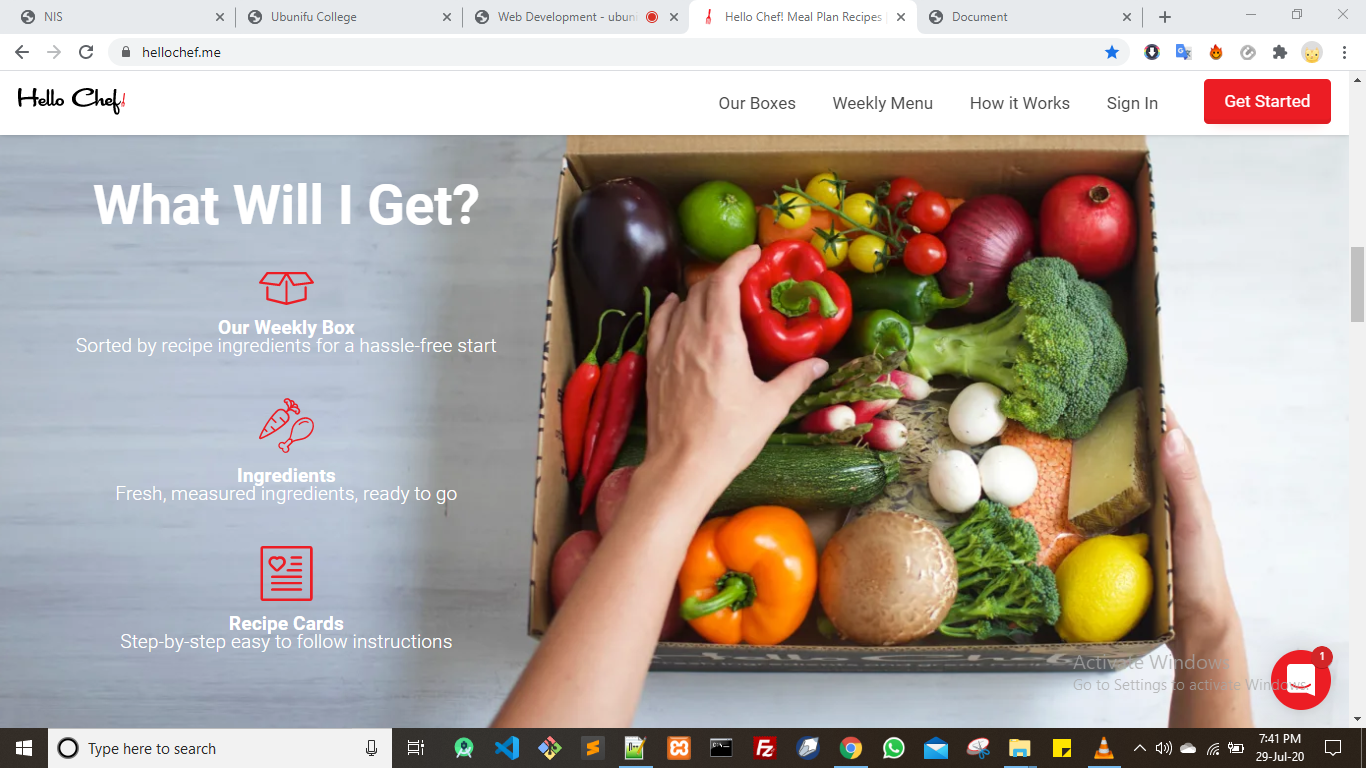 NIS
Ubunifu College
Web Development - ubuni
Hello Chef! Meal Plan Recipes
Document
hellochef.me
Hello Chef!
Our Boxes
Weekly Menu
How it Works
Sign In
Get Started
What Will I Get?
Our Weekly Box
Sorted by recipe ingredients for a hassle-free start
Ingredients
Fresh, measured ingredients, ready to go
Recipe Cards
Step-by-step easy to follow instructions
Hello Chef
Activate Windows
Go to Settings to activate Windows.
1
Type here to search
7:41 PM
29-Jul-20